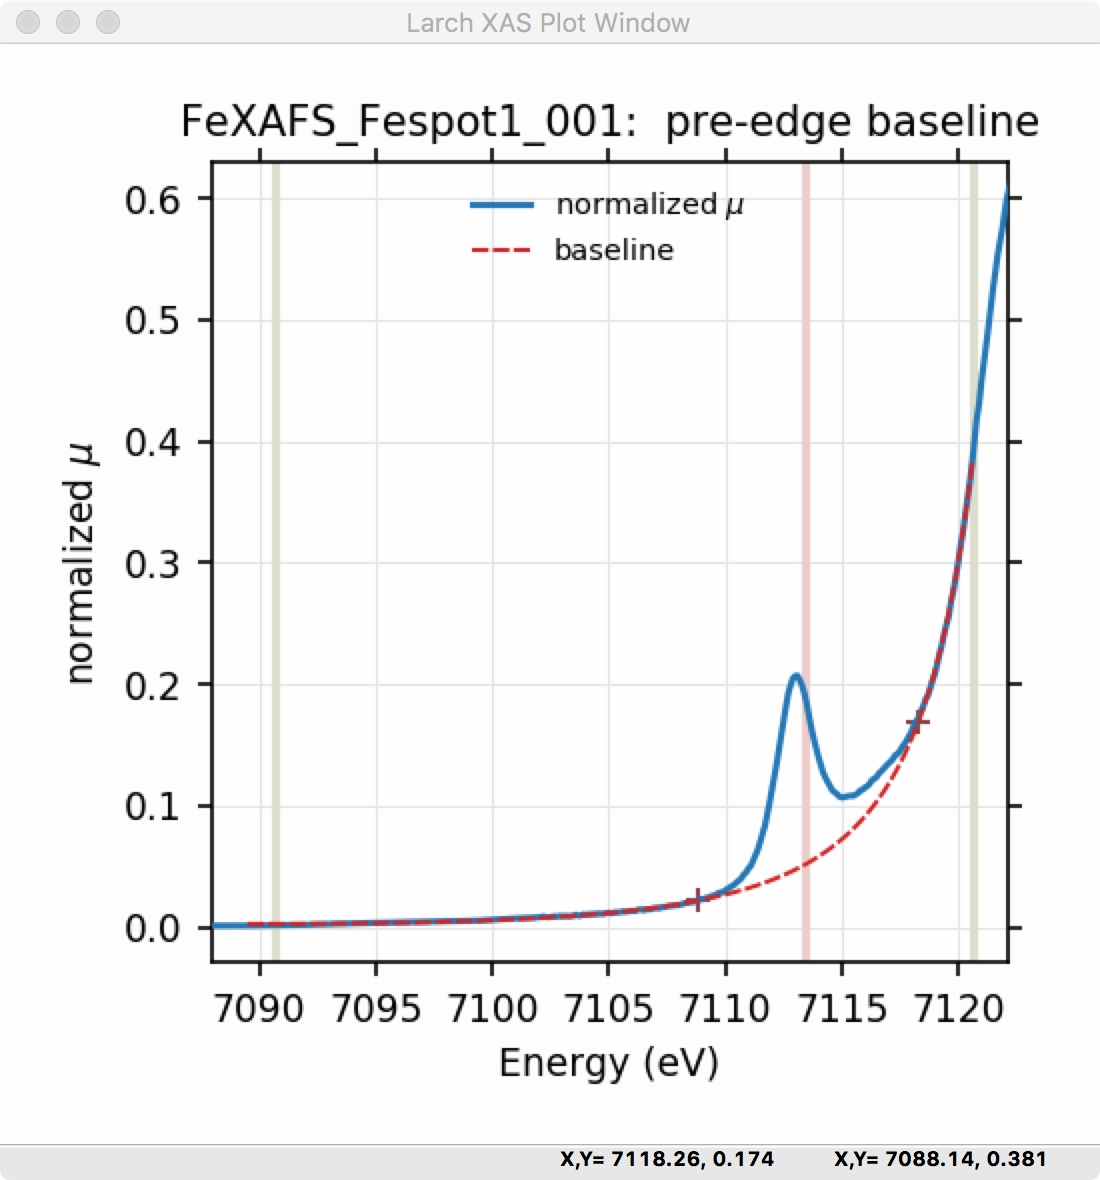 Larch XAS Plot Window
FeXAFS_Fespot1_001:  pre-edge baseline
normalized μ
baseline
0.6
0.5
0.4
0.3
0.2
0.1
0.0
normalized μ
7090 7095 7100 7105 7110 7115 7120
Energy (eV)
X,Y= 7118.26, 0.174 X,Y= 7088.14, 0.381